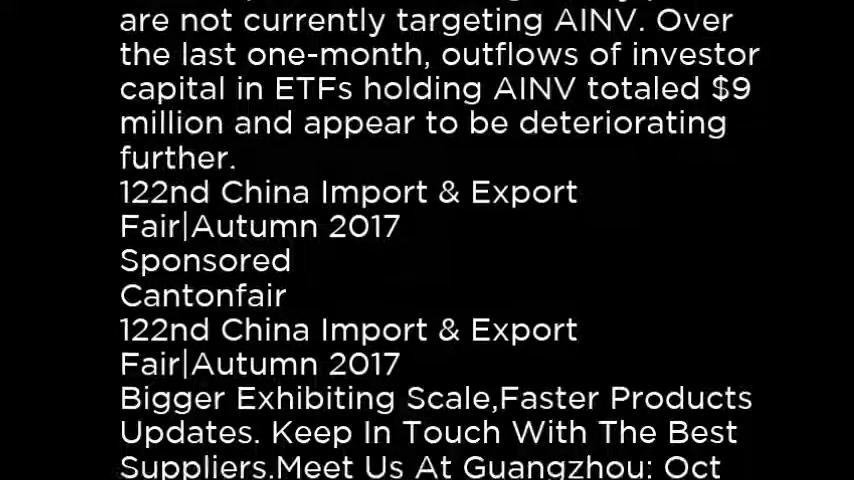 are not currently targeting AINV. Over
the last one-month, outflows of investor
capital in ETFs holding AINV totaled $9
million and appear to be deteriorating
further.
122nd China Import & Export
Fair|Autumn 2017
Sponsored
Cantonfair
122nd China Import & Export
Fair|Autumn 2017
Bigger Exhibiting Scale,Faster Products
Updates. Keep In Touch With The Best
Suppliers.Meet Us At Guangzhou: Oct